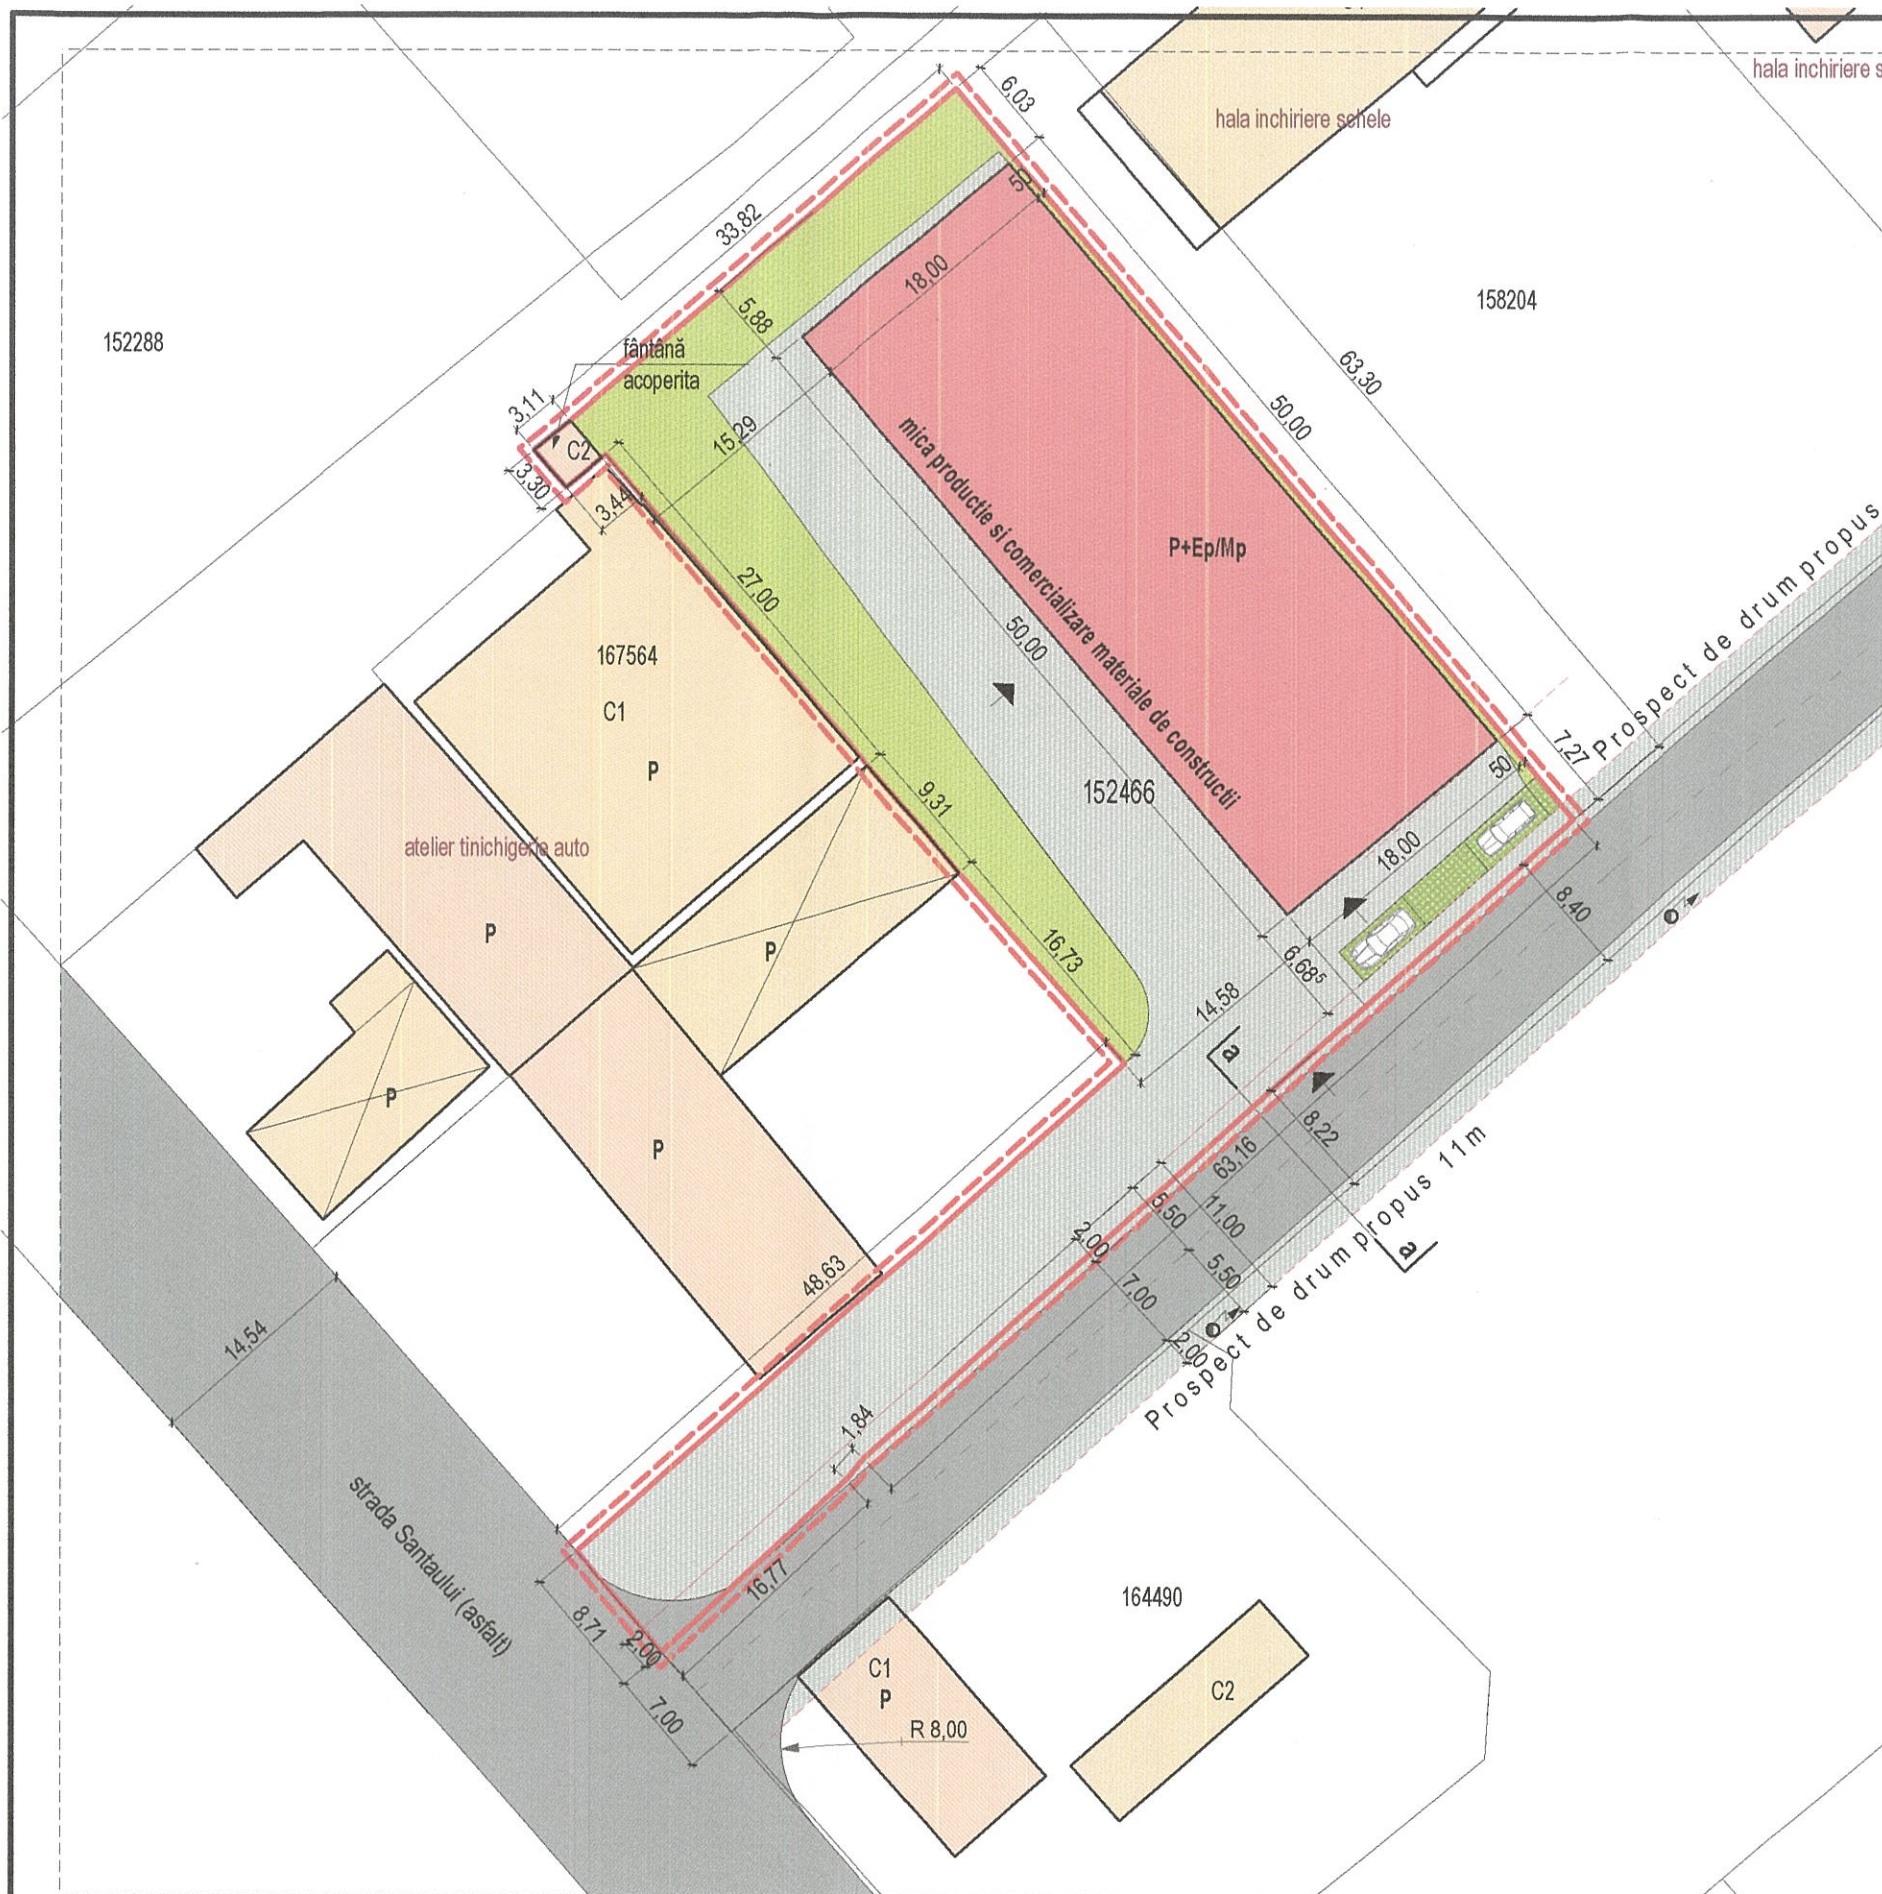 hala inchiriere s
hala inchiriere schele
6,03
50
33,82
18,00
5,88
158204
152288
63,30
50,00
fântână
acoperita
3,11
15,29
C2
3,30
3,44
mica productie si comercializare materiale de constructii
P+Ep/Mp
Prospect de drum propus
27,00
50,00
167564
C1
P
7,27
50
152466
9,31
atelier tinichigerie auto
18,00
8,40
P
P
16,73
6,68⁵
14,58
a
P
P
8,22
63,16
11,00
5,50
2,00
5,50
a
48,63
7,00
2,00
Prospect de drum propus 11m
14,54
1,84
strada Santaului (asfalt)
16,77
8,71
2,00
7,00
164490
C1
P
C2
R 8,00